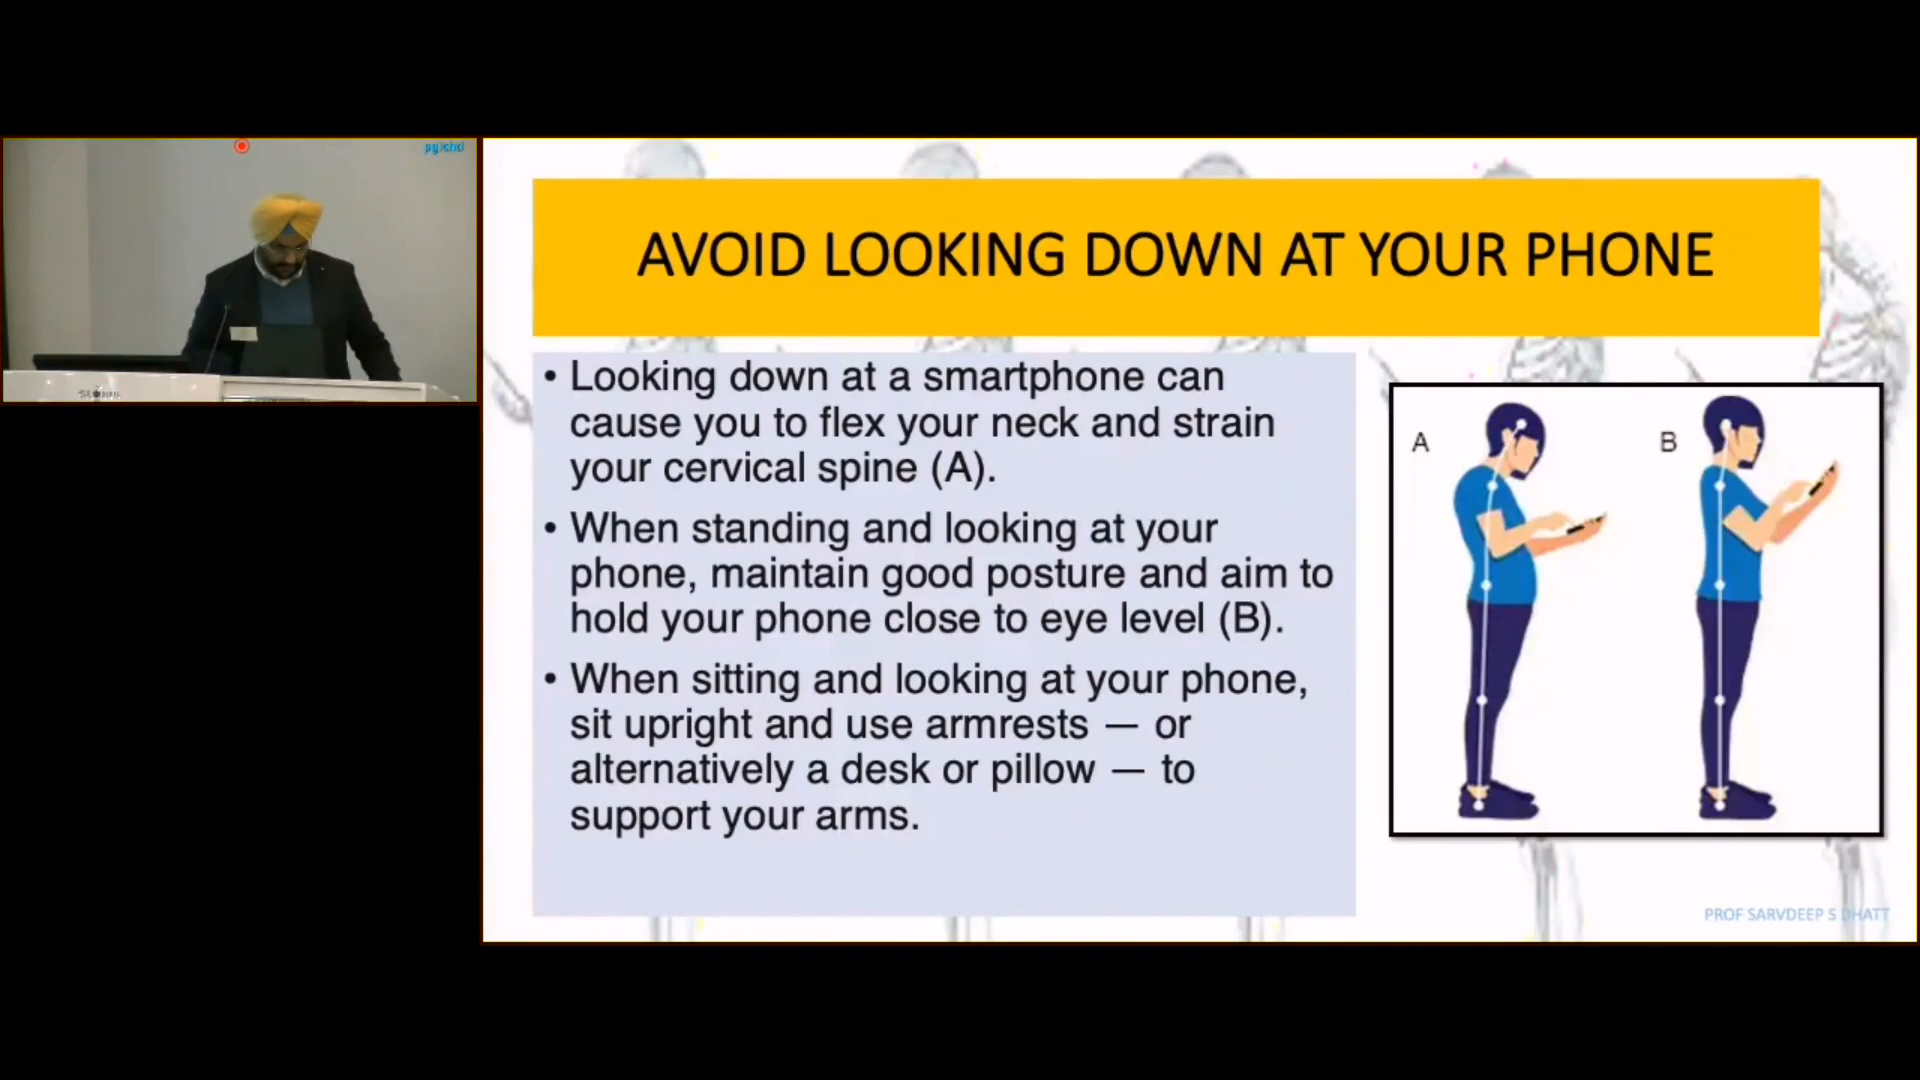 pgichd
AVOID LOOKING DOWN AT YOUR PHONE
• Looking down at a smartphone can
cause you to flex your neck and strain
your cervical spine (A).
• When standing and looking at your
phone, maintain good posture and aim to
hold your phone close to eye level (B).
• When sitting and looking at your phone,
sit upright and use armrests — or
alternatively a desk or pillow — to
support your arms.
A
B
PROF SARVDEEP S DHATT